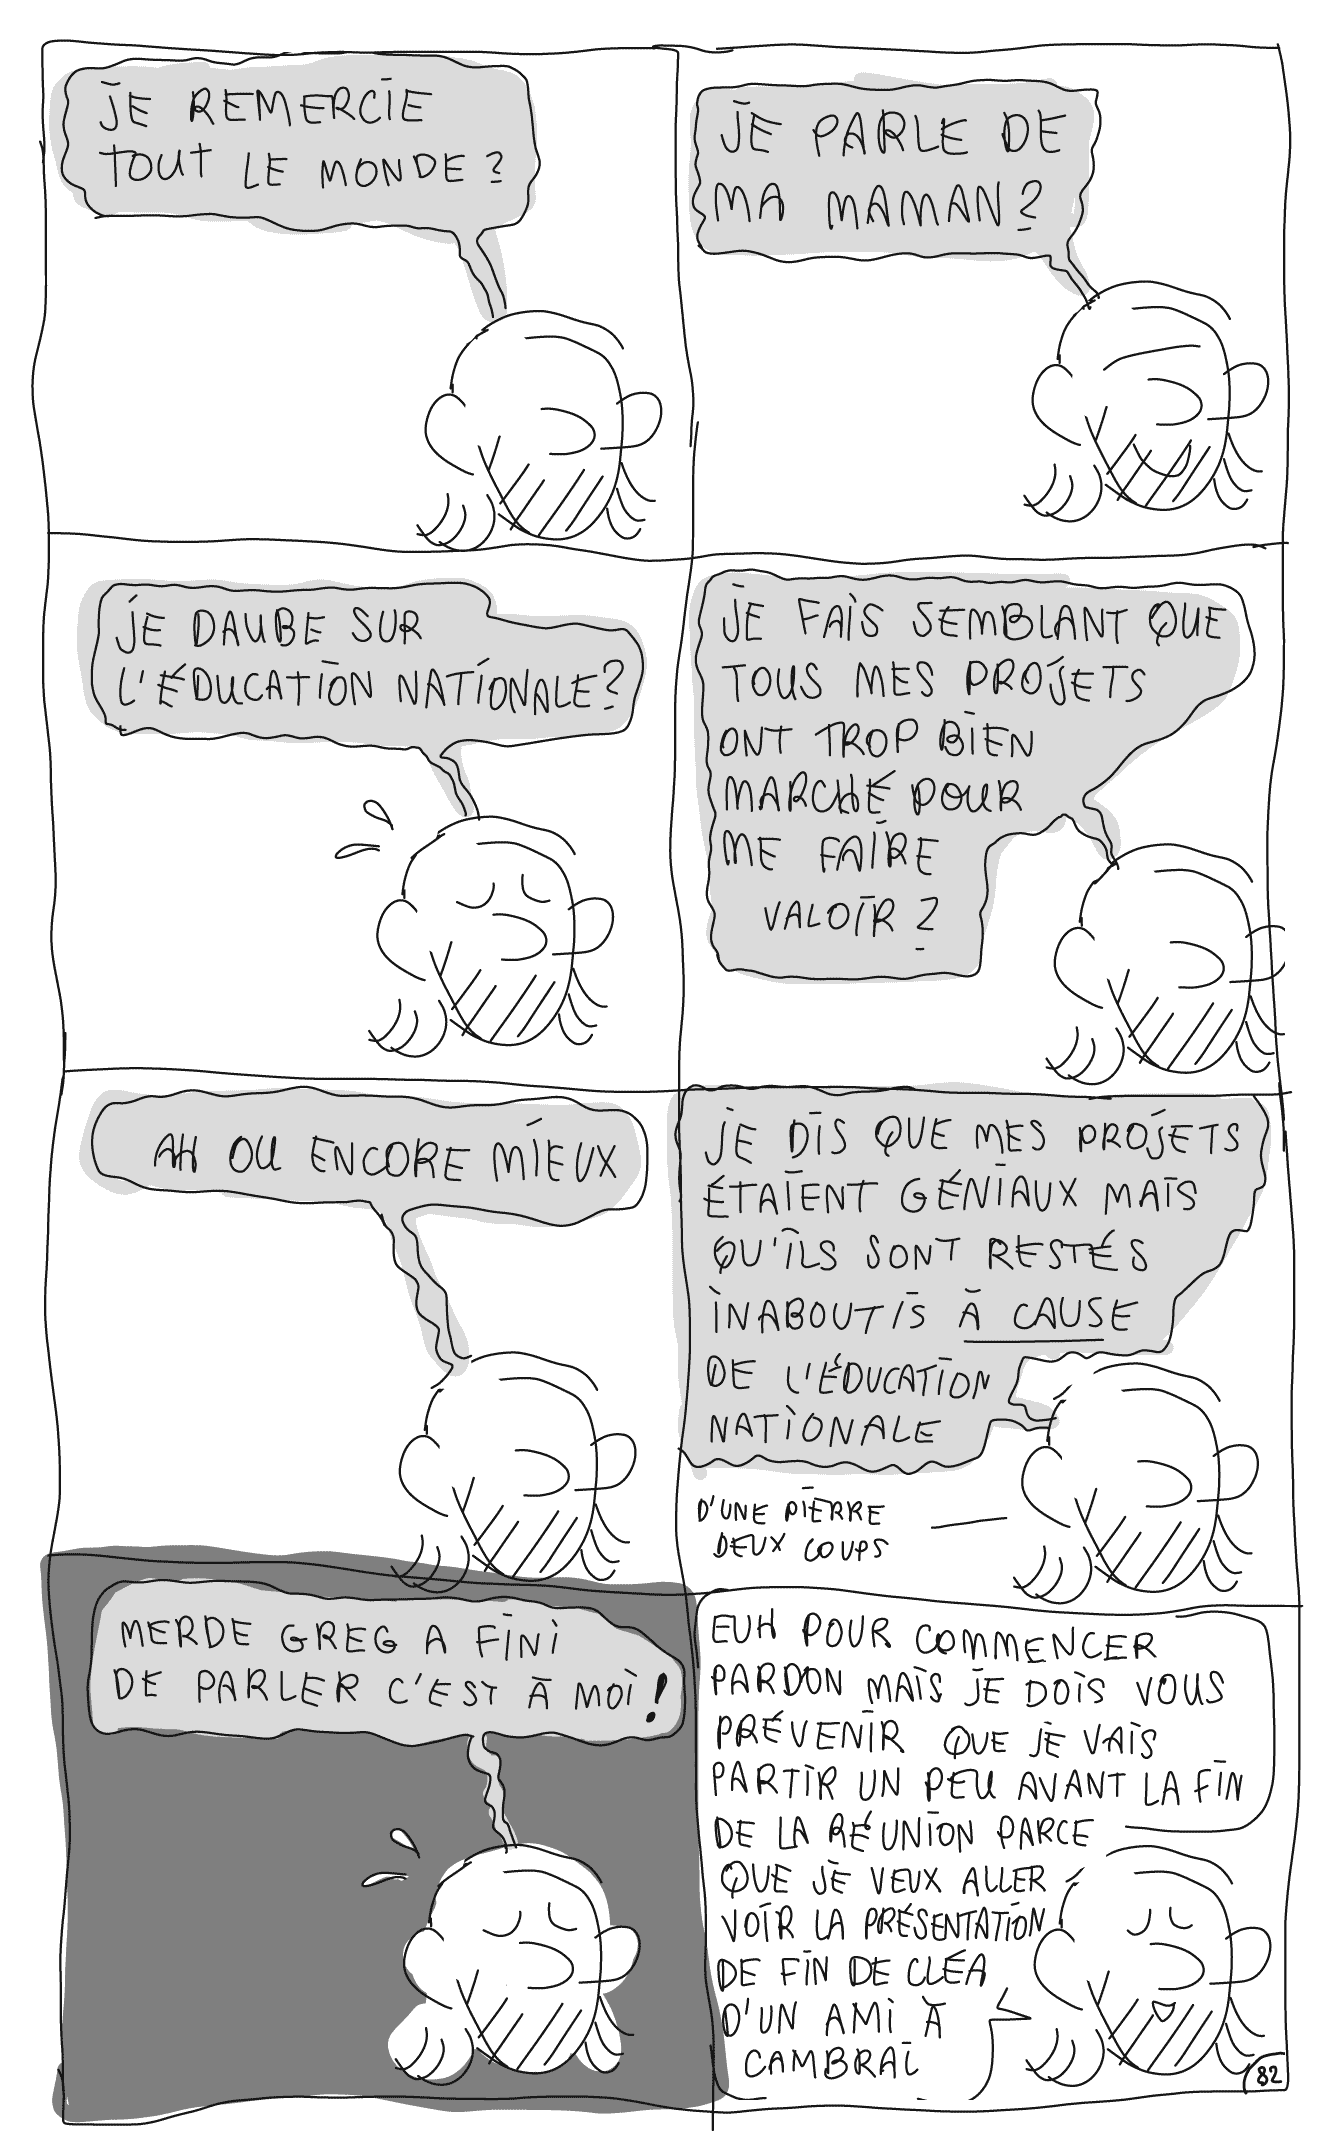 JE REMERCIE
TOUT LE MONDE ?
JE PARLE DE
MA MAMAN ?
JE DAUBE SUR
L'ÉDUCATION NATIONALE ?
JE FAIS SEMBLANT QUE
TOUS MES PROJETS
ONT TROP BIEN
MARCHÉ POUR
ME FAIRE
VALOIR ?
AH OU ENCORE MIEUX
JE DIS QUE MES PROJETS
ÉTAIENT GÉNIAUX MAIS
QU'ILS SONT RESTÉS
INABOUTIS À CAUSE
DE L'ÉDUCATION
NATIONALE
D'UNE PIERRE
DEUX COUPS
MERDE GREG A FINI
DE PARLER C'EST À MOI !
EUH POUR COMMENCER
PARDON MAIS JE DOIS VOUS
PRÉVENIR QUE JE VAIS
PARTIR UN PEU AVANT LA FIN
DE LA RÉUNION PARCE
QUE JE VEUX ALLER
VOIR LA PRÉSENTATION
DE FIN DE CLÉA
D'UN AMI À
CAMBRAI
82